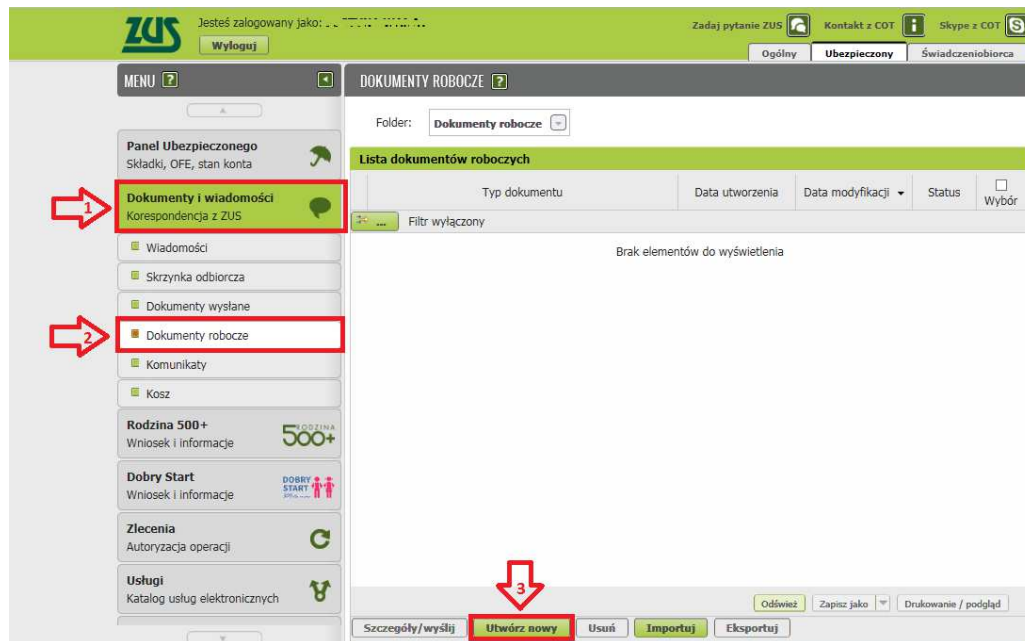 ZUS
Jesteś zalogowany jako:
Wyloguj
Zadaj pytanie ZUS
Kontakt z COT
Skype z COT
Ogólny
Ubezpieczony
Świadczeniobiorca
MENU ?
DOKUMENTY ROBOCZE ?
Folder: Dokumenty robocze
Panel Ubezpieczonego
Składki, OFE, stan konta
Lista dokumentów roboczych
1
Dokumenty i wiadomości
Korespondencja z ZUS
Typ dokumentu
Data utworzenia
Data modyfikacji
Status
Wybór
... Filtr wyłączony
Brak elementów do wyświetlenia
Wiadomości
Skrzynka odbiorcza
Dokumenty wysłane
2
Dokumenty robocze
Komunikaty
Kosz
Rodzina 500+
Wniosek i informacje
RODZINA
500+
Dobry Start
Wniosek i informacje
DOBRY
START
Zlecenia
Autoryzacja operacji
Usługi
Katalog usług elektronicznych
3
Odśwież
Zapisz jako
Drukowanie / podgląd
Szczegóły/wyślij
Utwórz nowy
Usuń
Importuj
Eksportuj